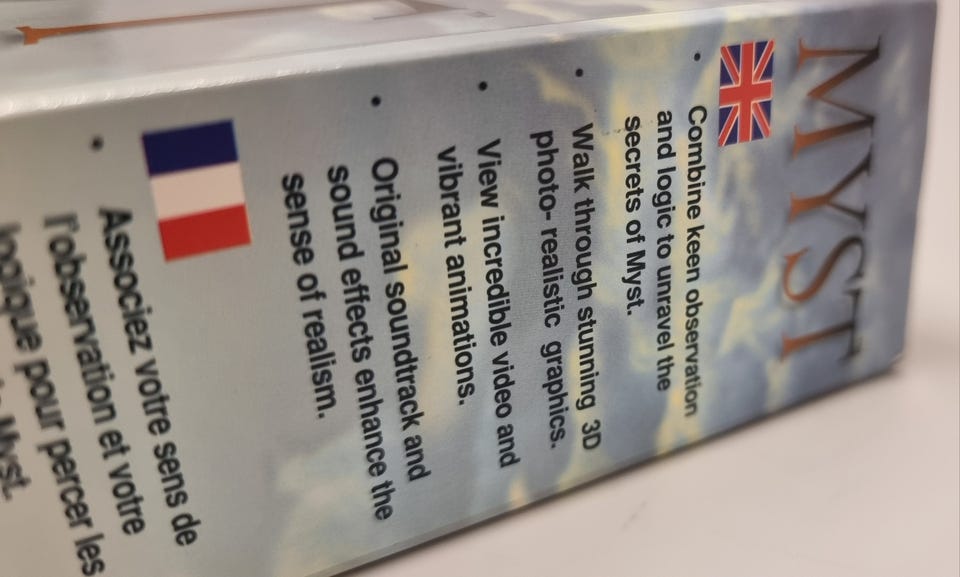 MYST
• Combine keen observation
and logic to unravel the
secrets of Myst.
• Walk through stunning 3D
photo- realistic graphics.
• View incredible video and
vibrant animations.
• Original soundtrack and
sound effects enhance the
sense of realism.
• Associez votre sens de
l'observation et votre
logique pour percer les
Myst.